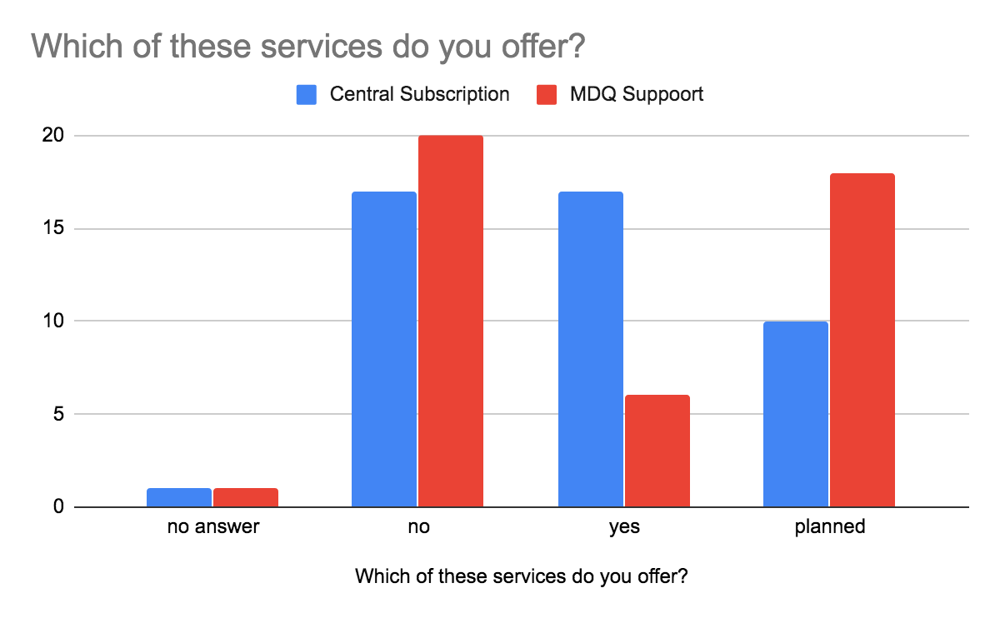 Which of these services do you offer?
Central Subscription MDQ Suppoort
20
15
10
5
0
no answer no yes planned
Which of these services do you offer?